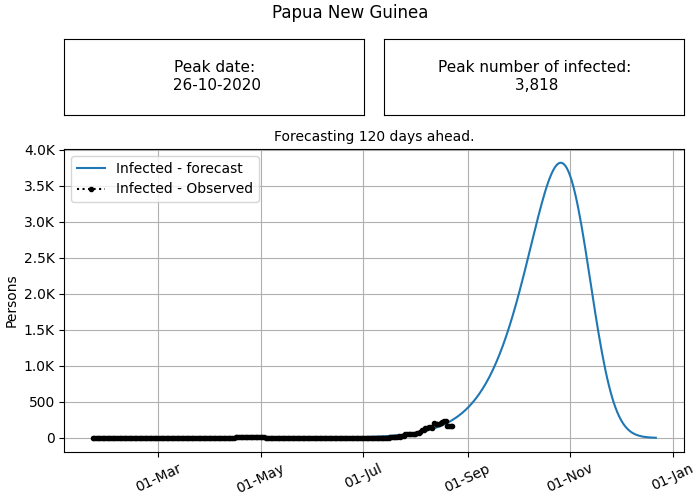 Papua New Guinea
Peak date:
26-10-2020
Peak number of infected:
3,818
Forecasting 120 days ahead.
Infected - forecast
Infected - Observed
Persons
4.0K
3.5K
3.0K
2.5K
2.0K
1.5K
1.0K
500
0
01-Mar
01-May
01-Jul
01-Sep
01-Nov
01-Jan